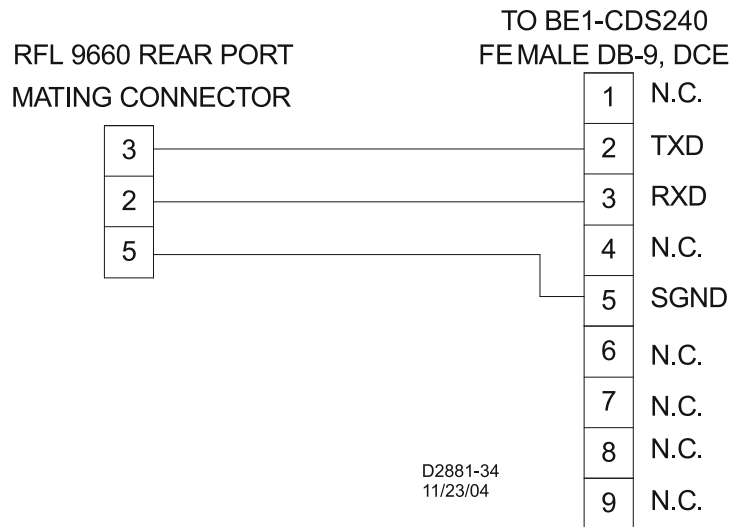 TO BE1-CDS240
FEMALE DB-9, DCE
RFL 9660 REAR PORT
MATING CONNECTOR
1 N.C.
3 2 TXD
2 3 RXD
5 4 N.C.
5 SGND
6 N.C.
7 N.C.
8 N.C.
9 N.C.
D2881-34
11/23/04